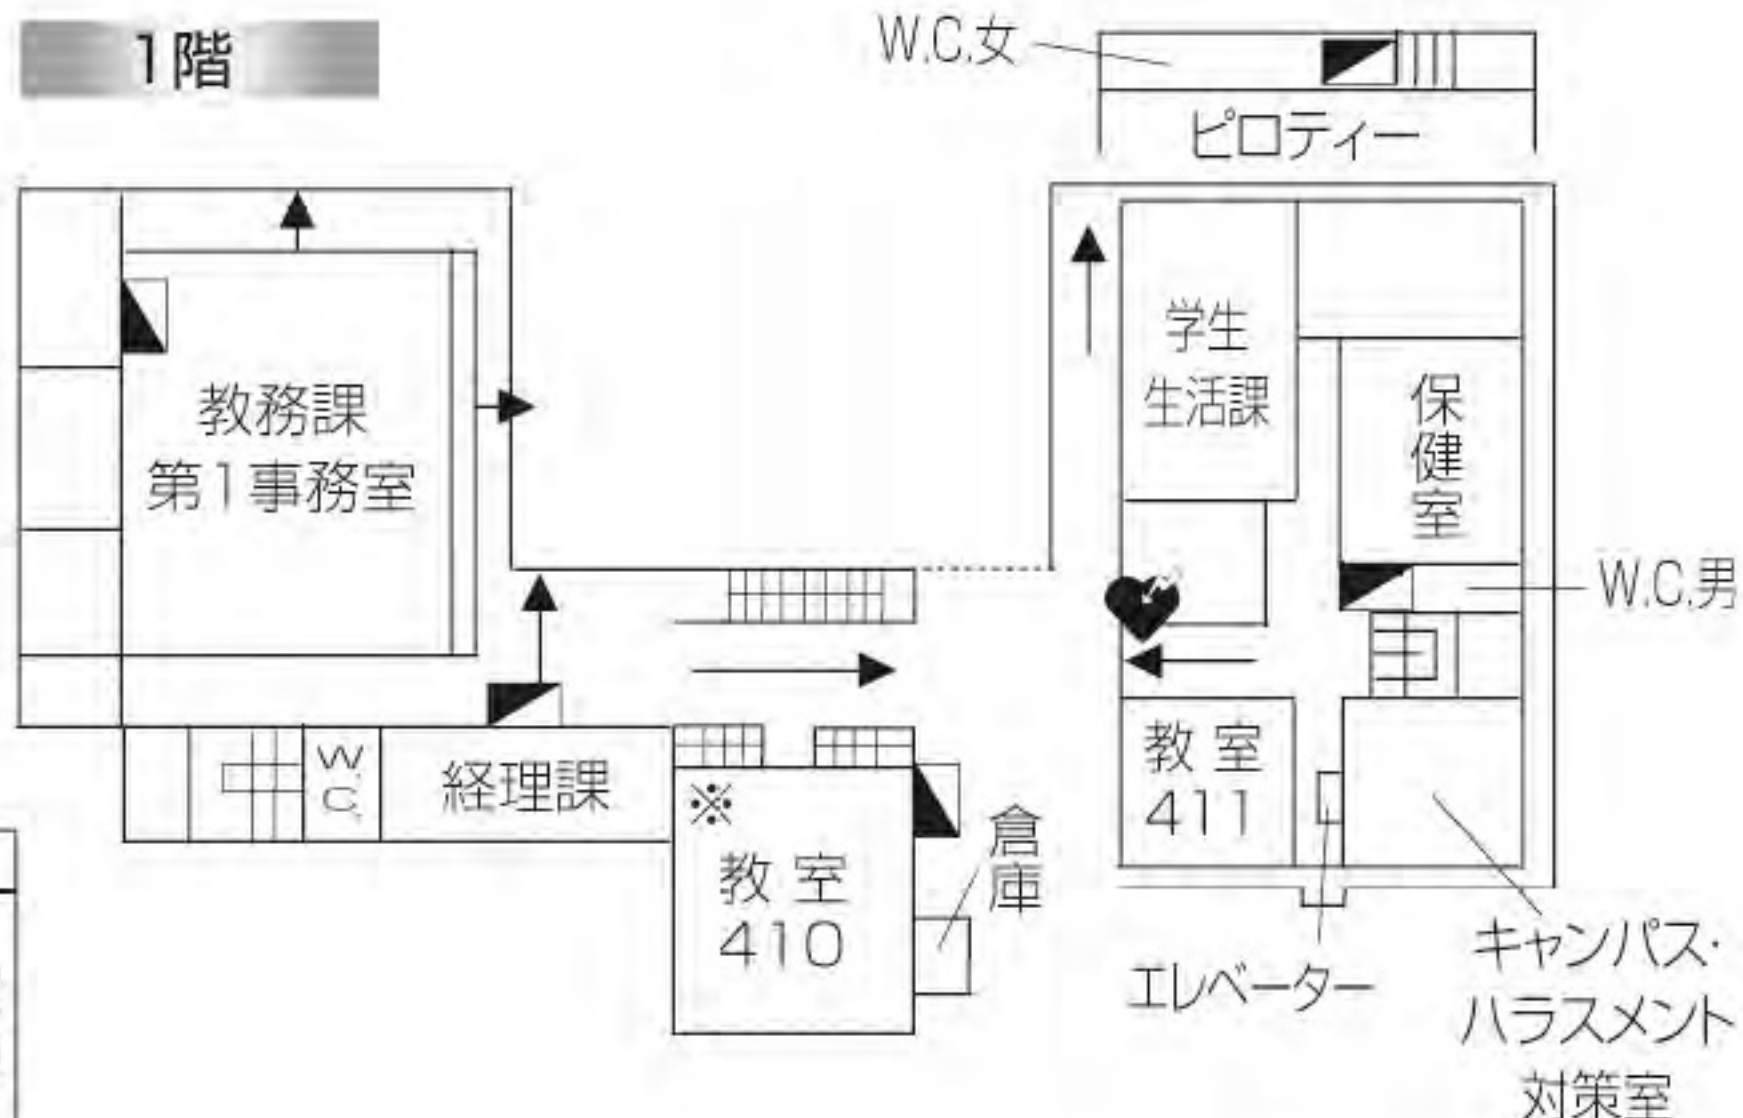 1階
W.C.女
ピロティー
教務課
第1事務室
学生
生活課
保健室
W.C.男
W.C.
経理課
※
教室
410
倉庫
教室
411
エレベーター
キャンパス・
ハラスメント
対策室